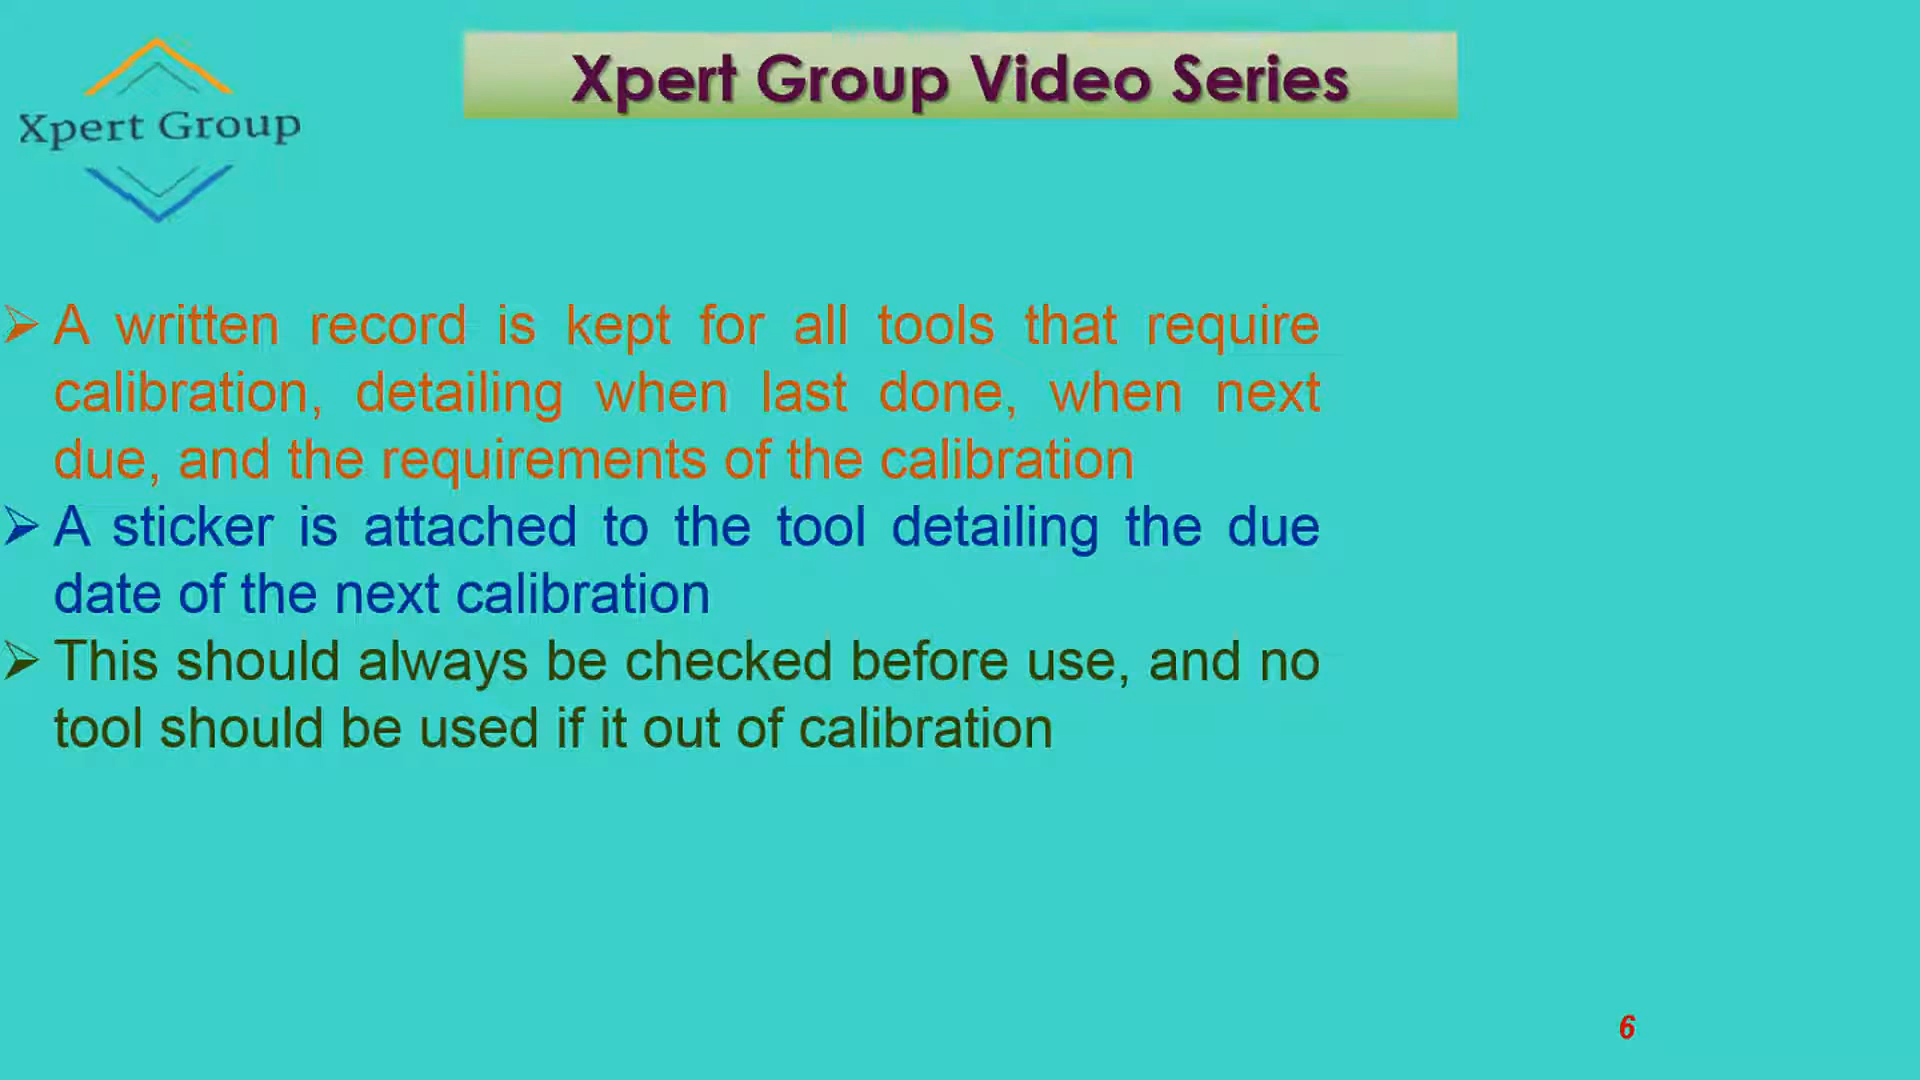 Xpert Group Video Series
Xpert Group
➢ A written record is kept for all tools that require
calibration, detailing when last done, when next
due, and the requirements of the calibration
➢ A sticker is attached to the tool detailing the due
date of the next calibration
➢ This should always be checked before use, and no
tool should be used if it out of calibration
6